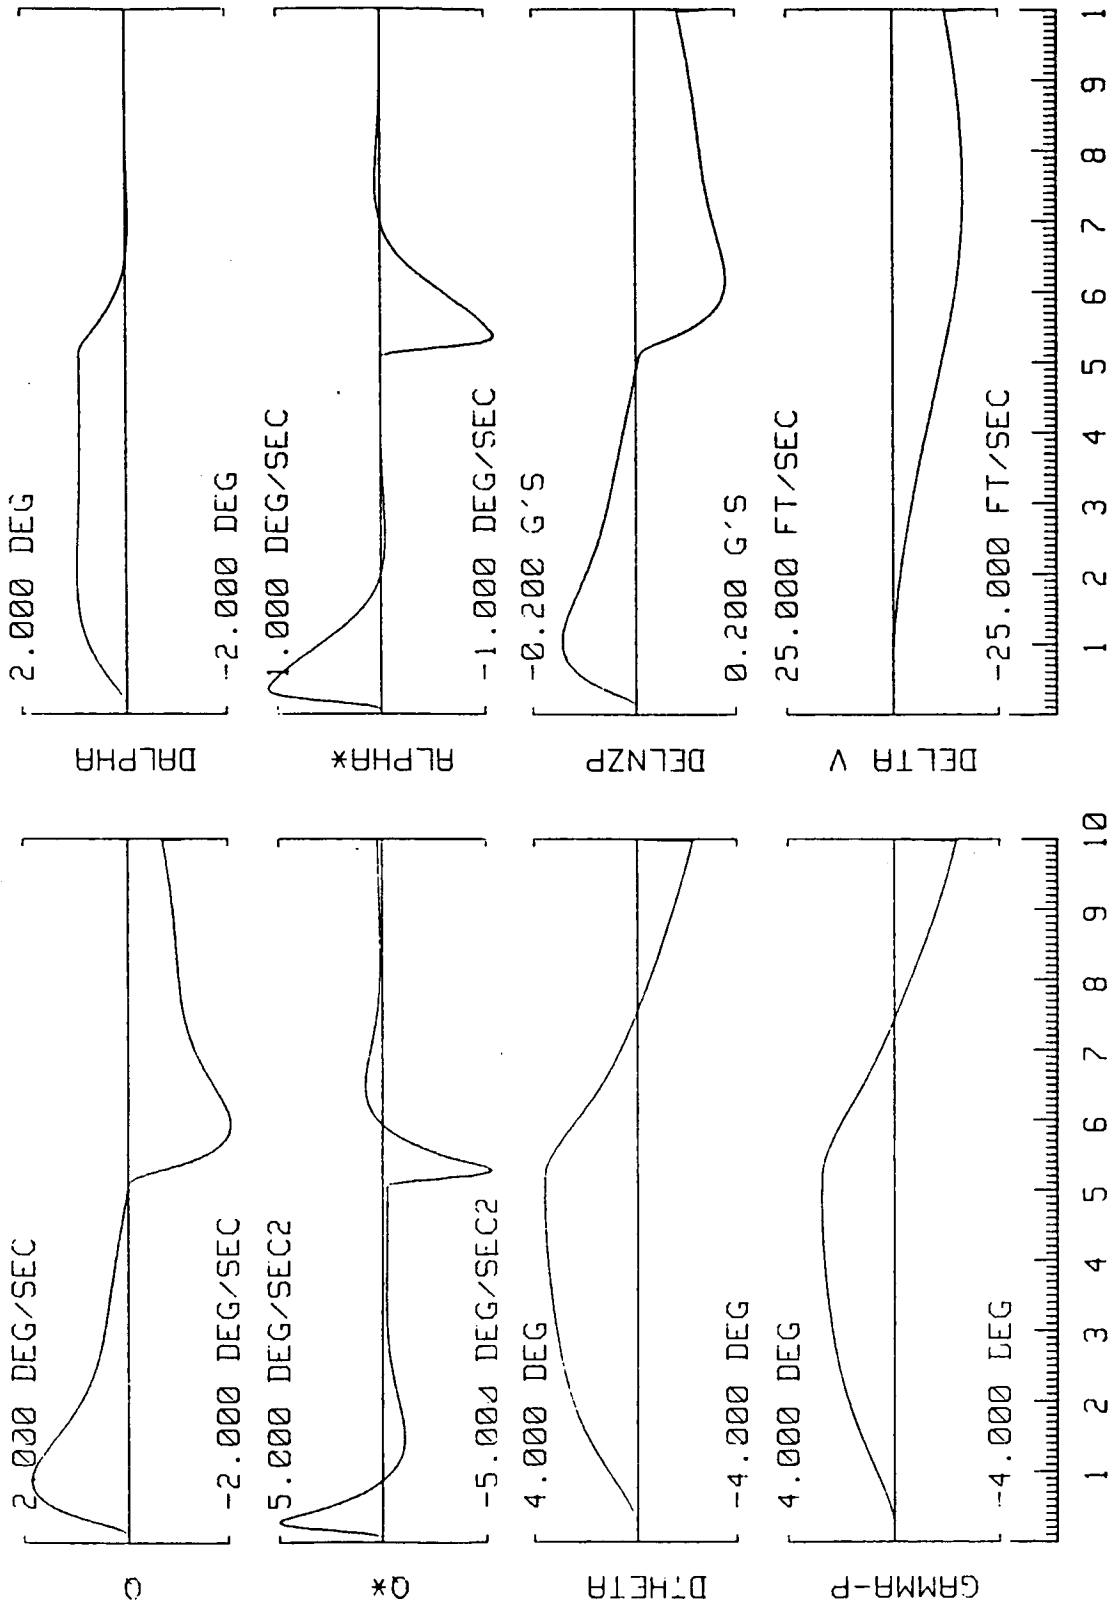 Q
2.000 DEG/SEC
-2.000 DEG/SEC
Q*
5.000 DEG/SEC2
-5.004 DEG/SEC2
DTHETA
4.000 DEG
-4.000 DEG
GAMMA-P
4.000 DEG
-4.000 DEG
1 2 3 4 5 6 7 8 9 10
DALPHA
2.000 DEG
-2.000 DEG
ALPHA*
1.000 DEG/SEC
-1.000 DEG/SEC
DELNZP
-0.200 G'S
0.200 G'S
DELTA V
25.000 FT/SEC
-25.000 FT/SEC
1 2 3 4 5 6 7 8 9 1